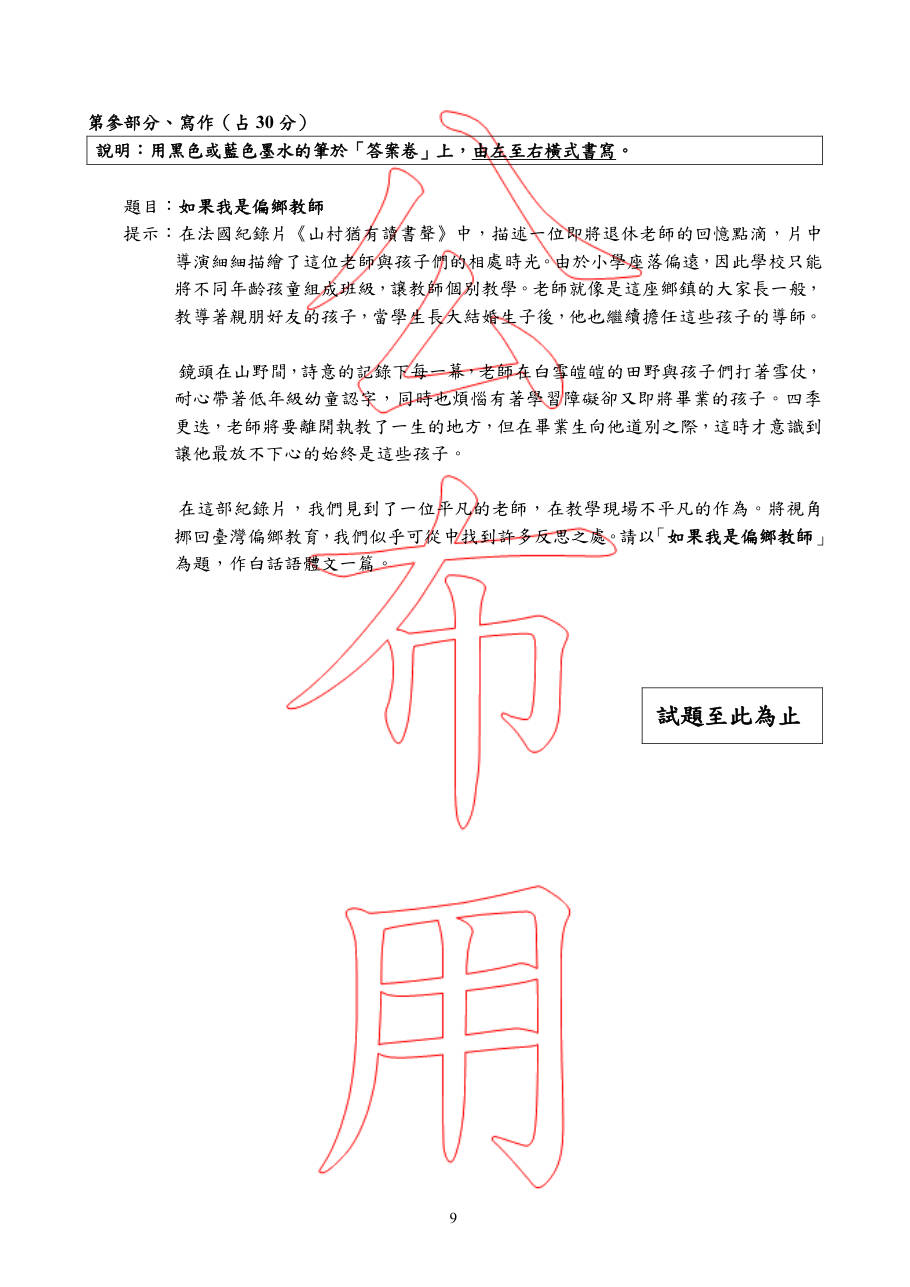 第參部分、寫作（占 30 分）
說明：用黑色或藍色墨水的筆於「答案卷」上，由左至右橫式書寫。
題目：如果我是偏鄉教師
提示：在法國紀錄片《山村猶有讀書聲》中，描述一位即將退休老師的回憶點滴，片中
導演細細描繪了這位老師與孩子們的相處時光。由於小學座落偏遠，因此學校只能
將不同年齡孩童組成班級，讓教師個別教學。老師就像是這座鄉鎮的大家長一般，
教導著親朋好友的孩子，當學生長大結婚生子後，他也繼續擔任這些孩子的導師。
鏡頭在山野間，詩意的記錄下每一幕，老師在白雪皚皚的田野與孩子們打著雪仗，
耐心帶著低年級幼童認字，同時也煩惱有著學習障礙卻又即將畢業的孩子。四季
更迭，老師將要離開執教了一生的地方，但在畢業生向他道別之際，這時才意識到
讓他最放不下心的始終是這些孩子。
在這部紀錄片，我們見到了一位平凡的老師，在教學現場不平凡的作為。將視角
挪回臺灣偏鄉教育，我們似乎可從中找到許多反思之處。請以「如果我是偏鄉教師」
為題，作白話語體文一篇。
試題至此為止
公布用
9